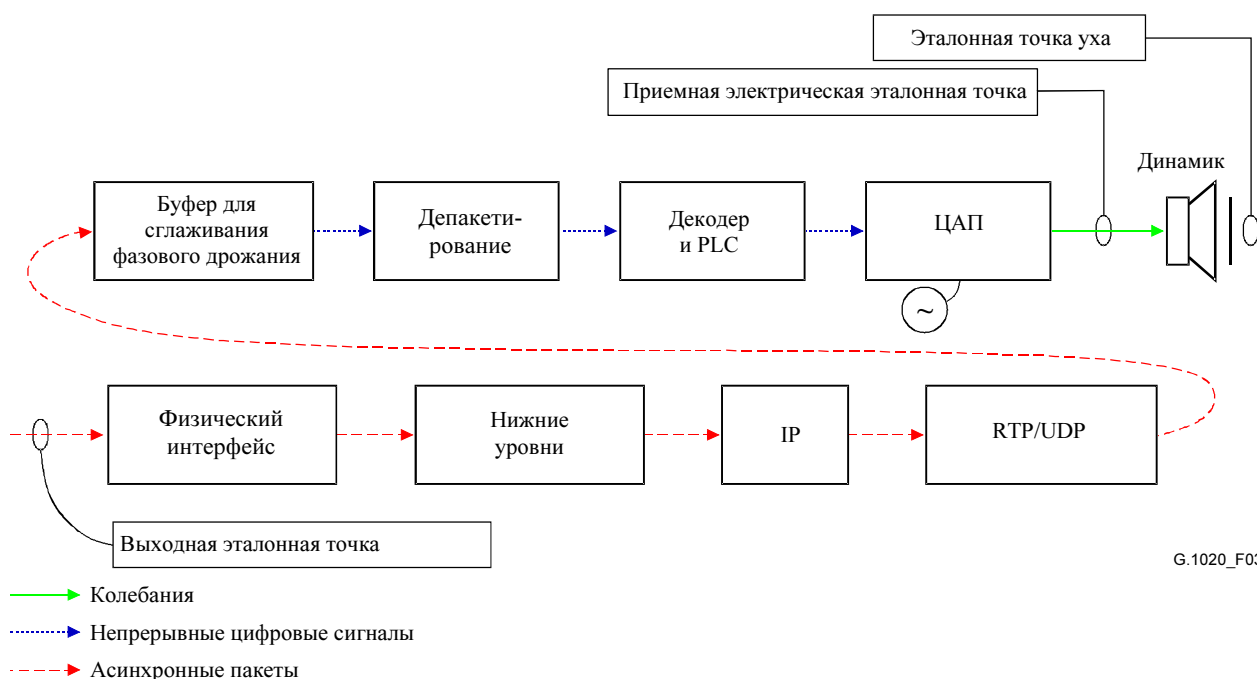 Эталонная точка уха
Приемная электрическая эталонная точка
Динамик
Буфер для
сглаживания
фазового дрожания
Депакети-
рование
Декодер
и PLC
ЦАП
~
Физический
интерфейс
Нижние
уровни
IP
RTP/UDP
Выходная эталонная точка
G.1020_F03
Колебания
Непрерывные цифровые сигналы
Асинхронные пакеты